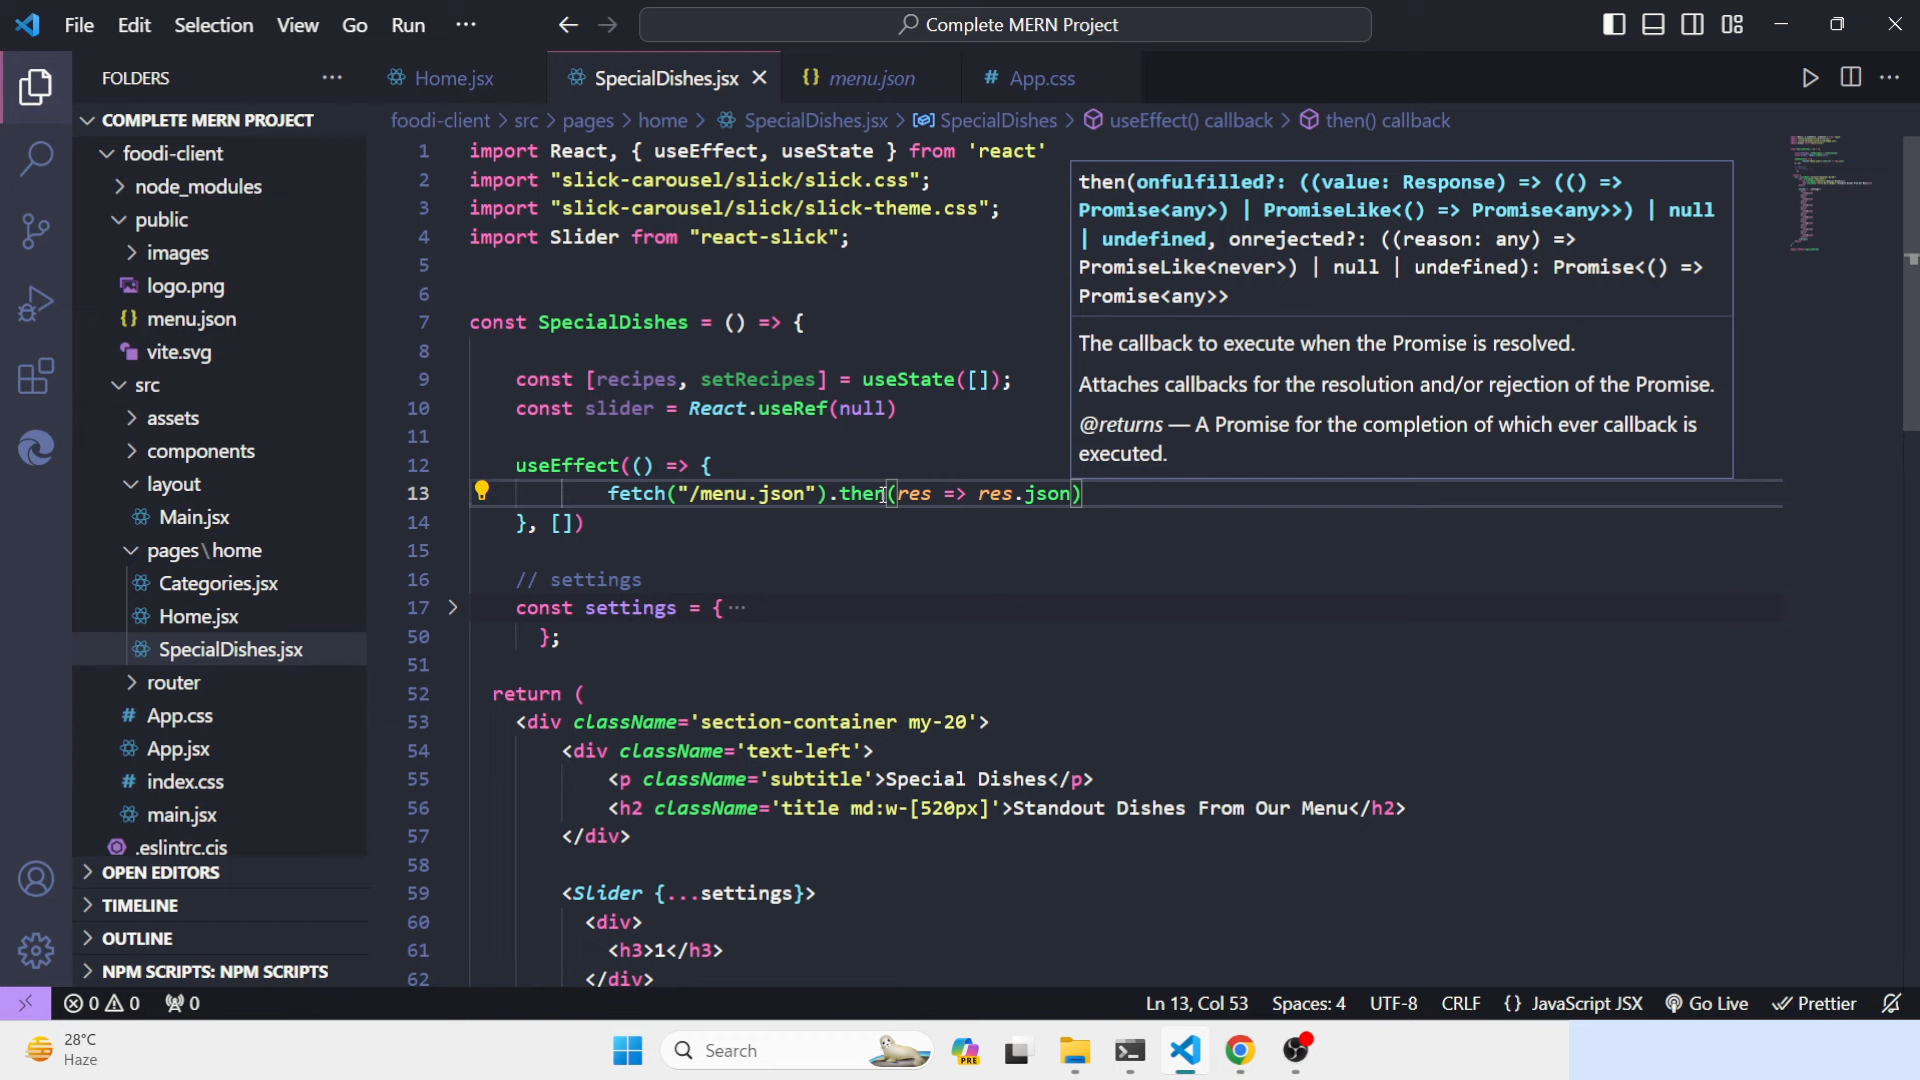 File Edit Selection View Go Run ···
Complete MERN Project
FOLDERS ···
Home.jsx SpecialDishes.jsx {} menu.json # App.css
foodi-client > src > pages > home > SpecialDishes.jsx > SpecialDishes > useEffect() callback > then() callback
COMPLETE MERN PROJECT
foodi-client
node_modules
public
images
logo.png
{} menu.json
vite.svg
src
assets
components
layout
Main.jsx
pages\home
Categories.jsx
Home.jsx
SpecialDishes.jsx
router
# App.css
App.jsx
# index.css
main.jsx
.eslintrc.cjs
OPEN EDITORS
TIMELINE
OUTLINE
NPM SCRIPTS: NPM SCRIPTS
1 import React, { useEffect, useState } from 'react'
2 import "slick-carousel/slick/slick.css";
3 import "slick-carousel/slick/slick-theme.css";
4 import Slider from "react-slick";
5
6
7 const SpecialDishes = () => {
8
9 const [recipes, setRecipes] = useState([]);
10 const slider = React.useRef(null)
11
12 useEffect(() => {
13 fetch("/menu.json").then(res => res.json)
14 }, [])
15
16 // settings
17 const settings = { ···
50 };
51
52 return (
53 <div className='section-container my-20'>
54 <div className='text-left'>
55 <p className='subtitle'>Special Dishes</p>
56 <h2 className='title md:w-[520px]'>Standout Dishes From Our Menu</h2>
57 </div>
58
59 <Slider {...settings}>
60 <div>
61 <h3>1</h3>
62 </div>
then(onfulfilled?: ((value: Response) => (() =>
Promise<any>) | PromiseLike<() => Promise<any>>) | null
| undefined, onrejected?: ((reason: any) =>
PromiseLike<never>) | null | undefined): Promise<() =>
Promise<any>>
The callback to execute when the Promise is resolved.
Attaches callbacks for the resolution and/or rejection of the Promise.
@returns — A Promise for the completion of which ever callback is
executed.
0 0 0
Ln 13, Col 53 Spaces: 4 UTF-8 CRLF {} JavaScript JSX Go Live Prettier
28°C
Haze
Search
PRE